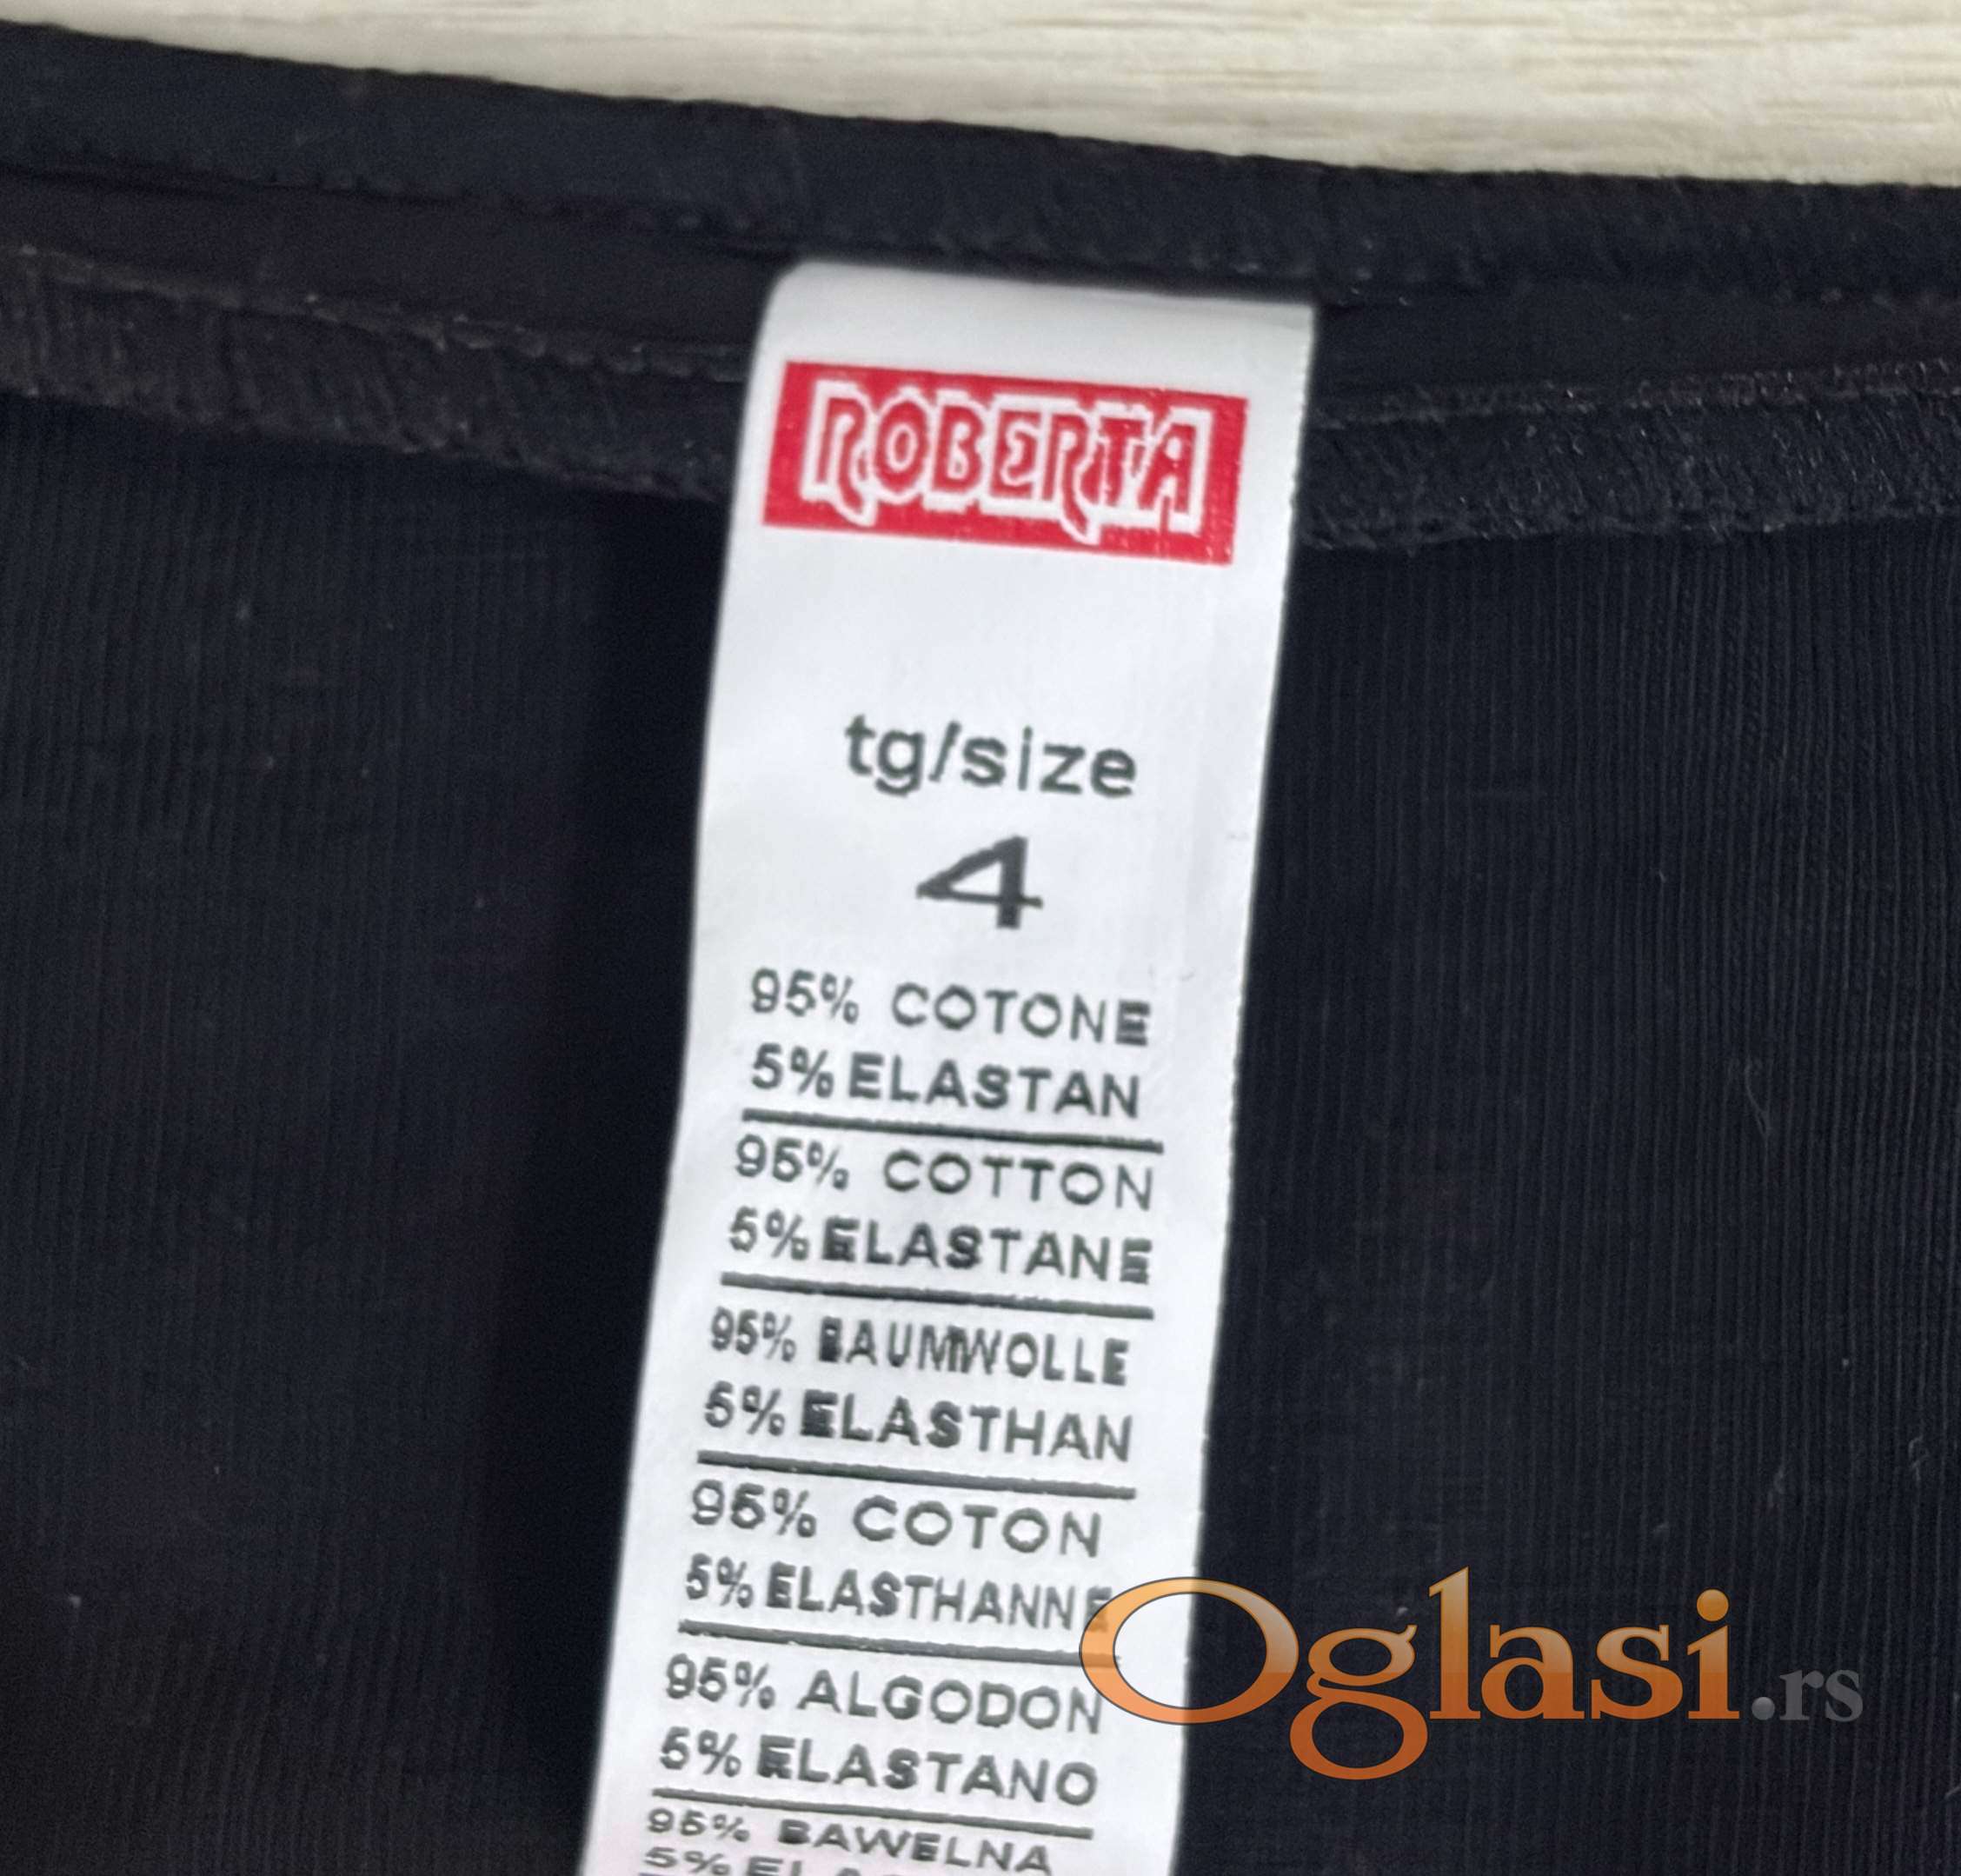 ROBERTA
tg/size
4
95% COTONE
5% ELASTAN
95% COTTON
5% ELASTANE
95% BAUMWOLLE
5% ELASTHAN
95% COTON
5% ELASTHANNE
95% ALGODON
5% ELASTANO
95% BAWELNA
5%
Oglasi.rs